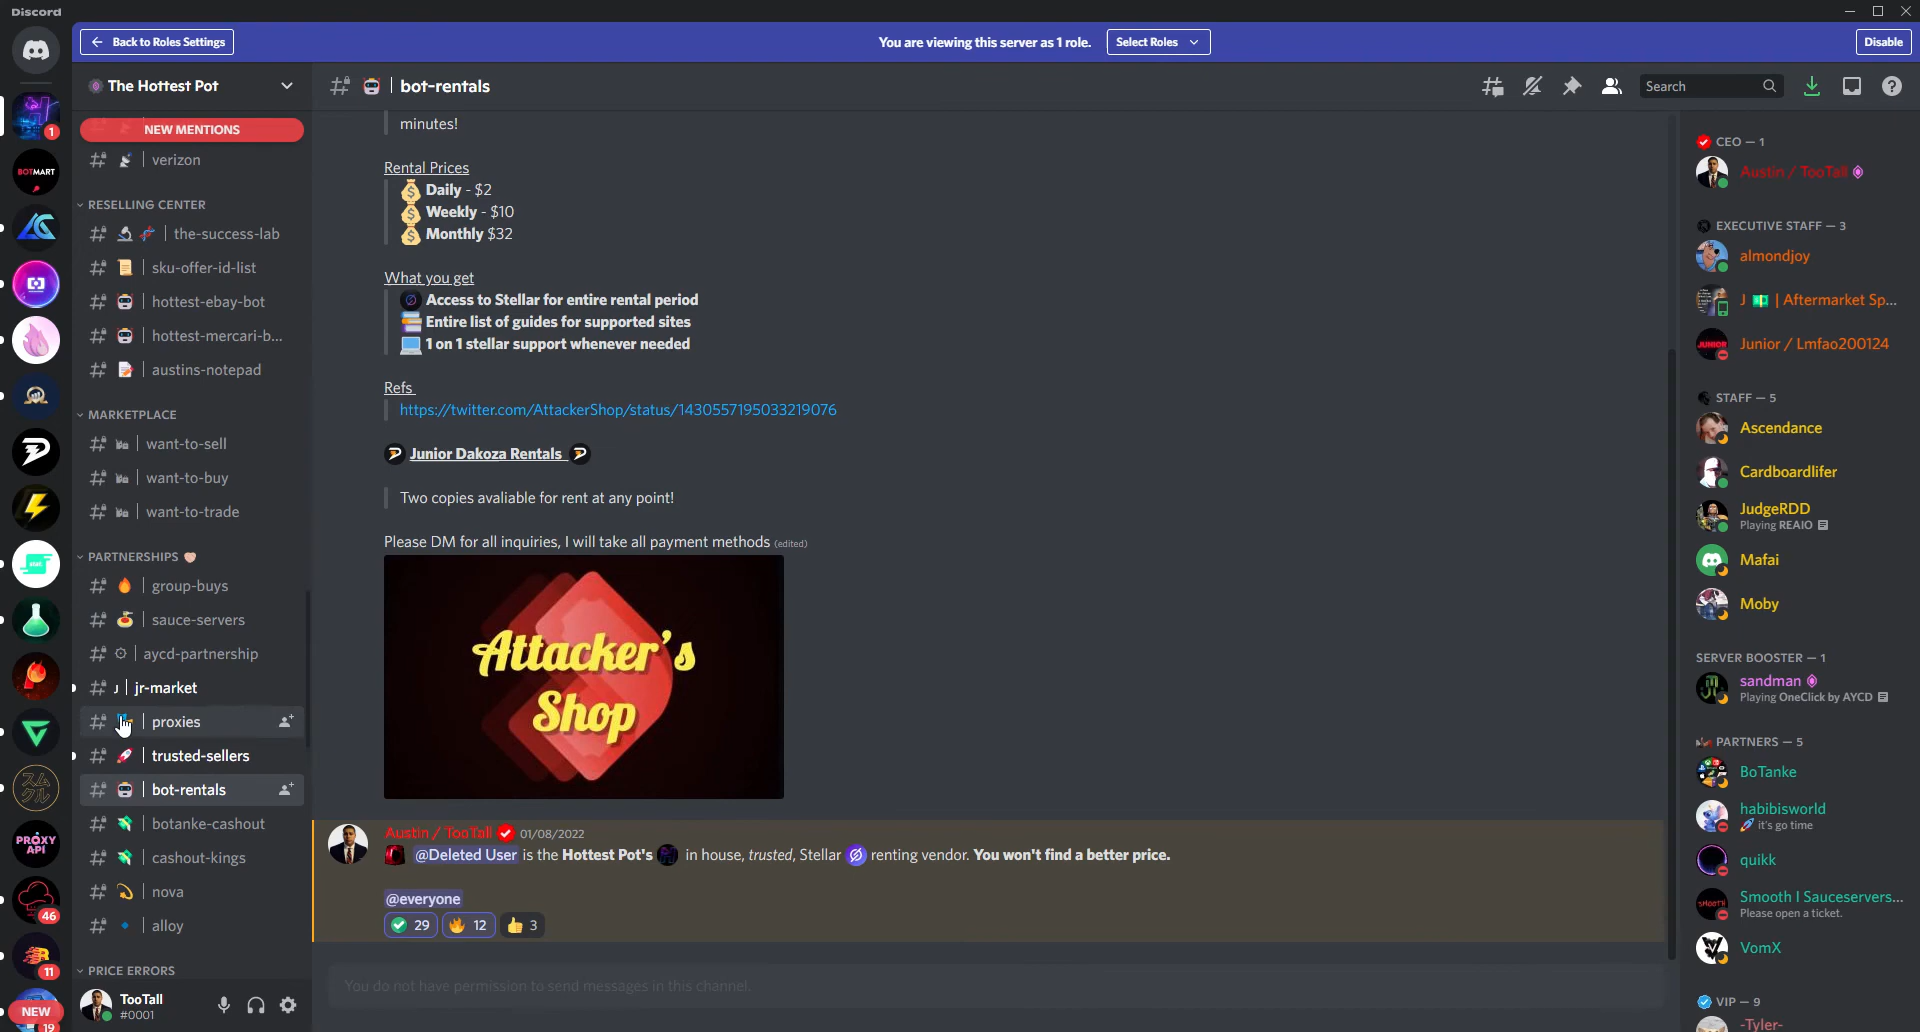 Discord
Back to Roles Settings
You are viewing this server as 1 role.
Select Roles
Disable
The Hottest Pot
bot-rentals
Search
NEW MENTIONS
verizon
RESELLING CENTER
the-success-lab
sku-offer-id-list
hottest-ebay-bot
hottest-mercari-b...
austins-notepad
MARKETPLACE
want-to-sell
want-to-buy
want-to-trade
PARTNERSHIPS
group-buys
sauce-servers
aycd-partnership
J jr-market
proxies
trusted-sellers
bot-rentals
botanke-cashout
cashout-kings
nova
alloy
PRICE ERRORS
TooTall
#0001
1
BOTMART
PROXY
API
46
11
NEW
19
minutes!
Rental Prices
Daily - $2
Weekly - $10
Monthly $32
What you get
Access to Stellar for entire rental period
Entire list of guides for supported sites
1 on 1 stellar support whenever needed
Refs
https://twitter.com/AttackerShop/status/1430557195033219076
Junior Dakoza Rentals
Two copies avaliable for rent at any point!
Please DM for all inquiries, I will take all payment methods (edited)
Attacker's
Shop
Austin / TooTall 01/08/2022
@Deleted User is the Hottest Pot's in house, trusted, Stellar renting vendor. You won't find a better price.
@everyone
29 12 3
You do not have permission to send messages in this channel.
CEO — 1
Austin / TooTall
EXECUTIVE STAFF — 3
almondjoy
J | Aftermarket Sp...
JUNIOR
Junior / Lmfao200124
STAFF — 5
Ascendance
Cardboardlifer
JudgeRDD
Playing REAIO
Mafai
Moby
SERVER BOOSTER — 1
sandman
Playing OneClick by AYCD
PARTNERS — 5
BoTanke
habibisworld
it's go time
quikk
SMOOTH
Smooth I Sauceservers...
Please open a ticket.
VomX
VIP — 9
-Tyler-